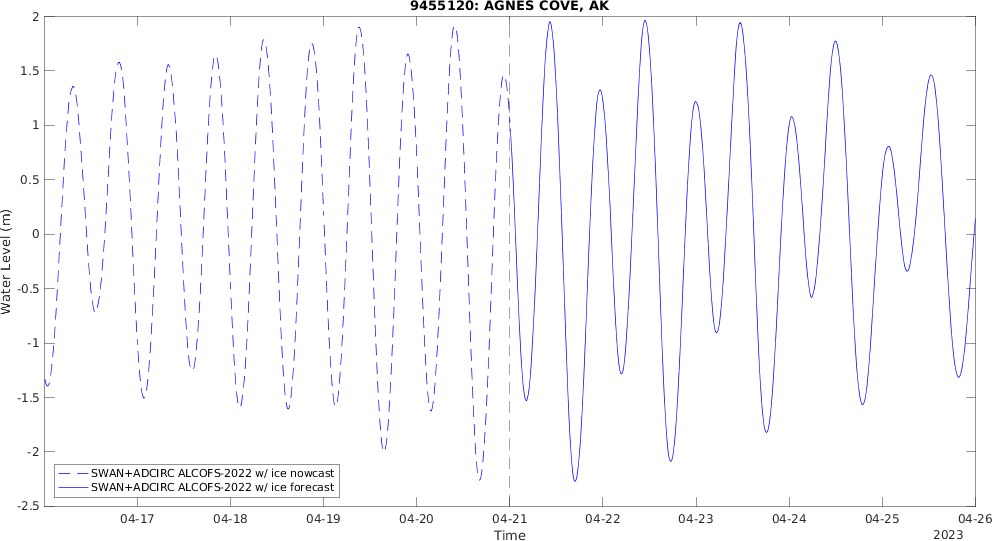 9455120: AGNES COVE, AK
2
1.5
1
0.5
0
-0.5
-1
-1.5
-2
-2.5
Water Level (m)
SWAN+ADCIRC ALCOFS-2022 w/ ice nowcast
SWAN+ADCIRC ALCOFS-2022 w/ ice forecast
04-17 04-18 04-19 04-20 04-21 04-22 04-23 04-24 04-25 04-26
Time
2023